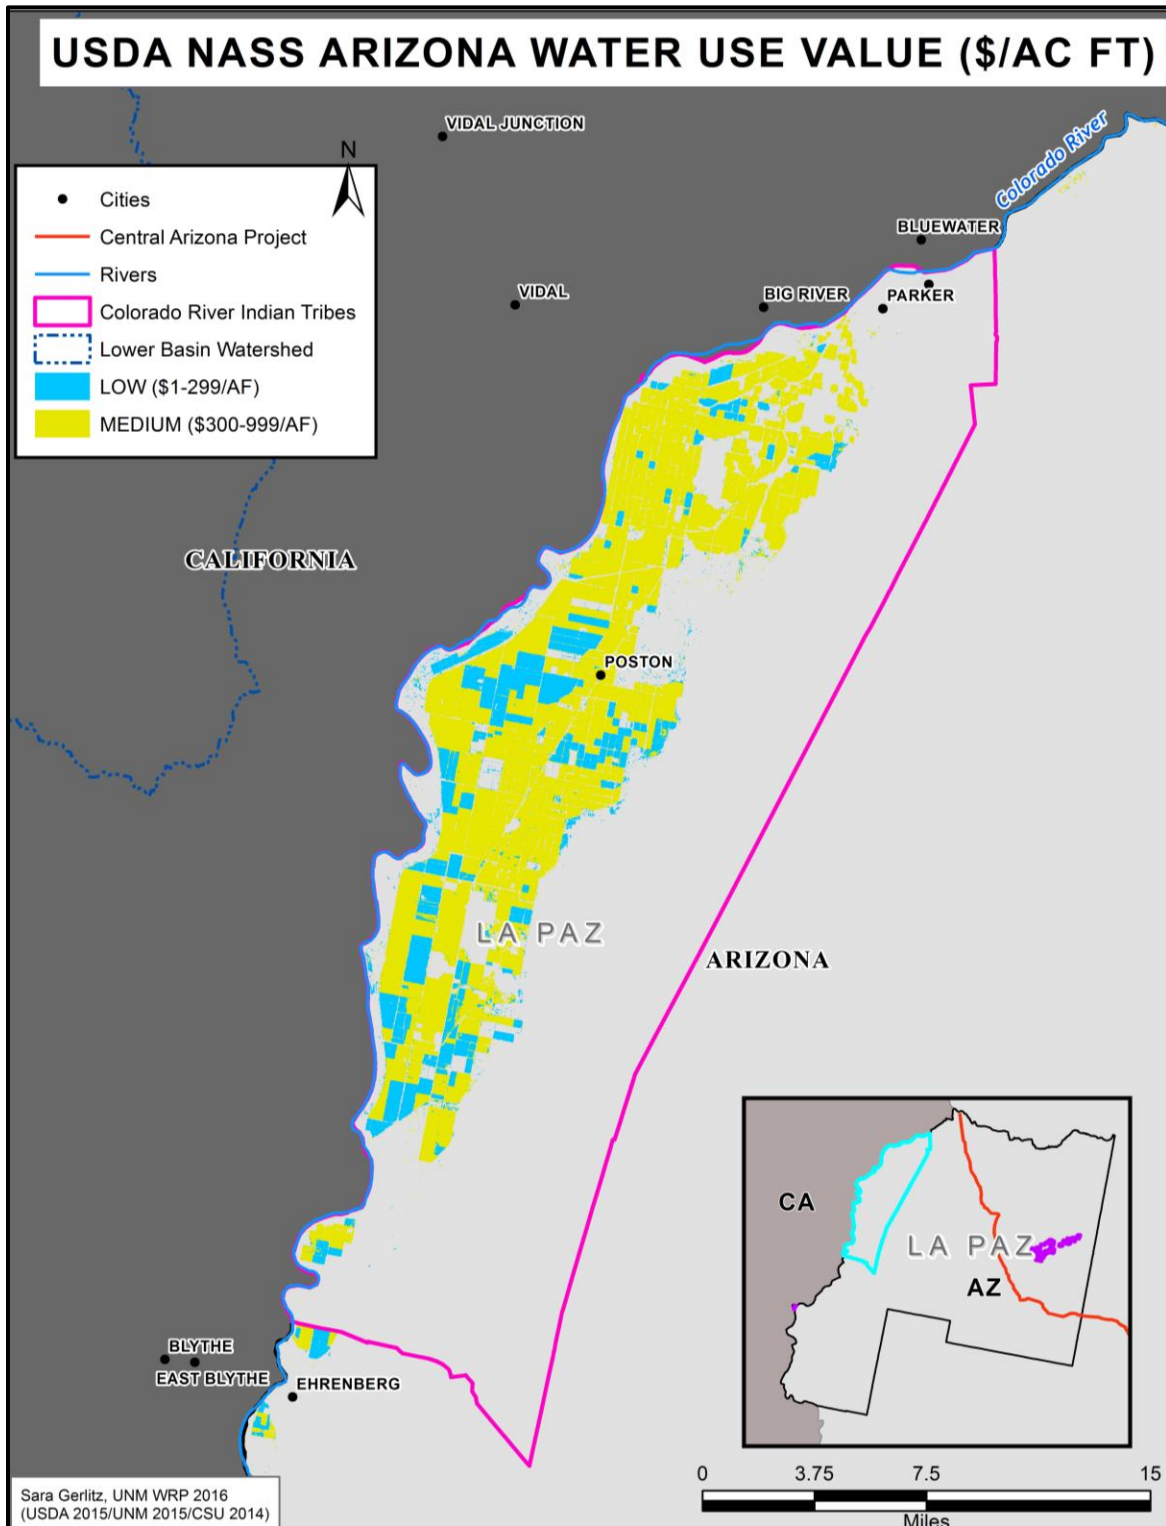 USDA NASS ARIZONA WATER USE VALUE ($/AC FT)
VIDAL JUNCTION
Colorado River
N
Cities
Central Arizona Project
Rivers
Colorado River Indian Tribes
Lower Basin Watershed
LOW ($1-299/AF)
MEDIUM ($300-999/AF)
BLUEWATER
VIDAL
BIG RIVER
PARKER
CALIFORNIA
POSTON
LA PAZ
ARIZONA
CA
LA PAZ
AZ
BLYTHE
EAST BLYTHE
EHRENBERG
0 3.75 7.5 15
Miles
Sara Gerlitz, UNM WRP 2016
(USDA 2015/UNM 2015/CSU 2014)